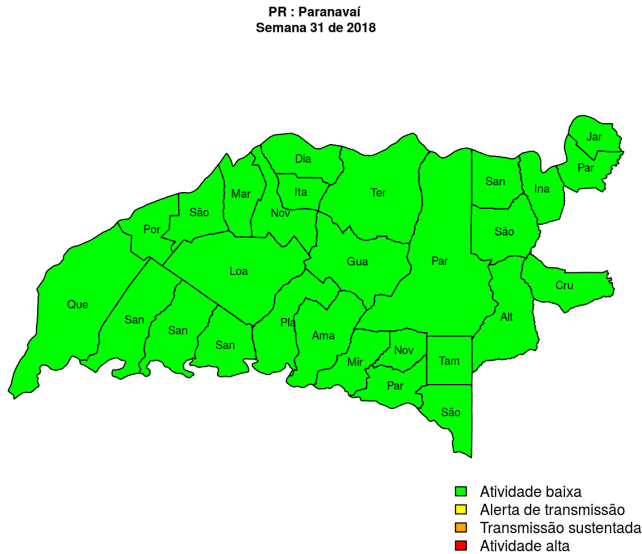 PR : Paranavaí
Semana 31 de 2018
Jar
Dia
Par
Ita
Ter
San
Ina
Mar
São
Nov
Por
São
Gua
Par
Loa
Cru
Que
San
San
Pla
Alt
Ama
San
Nov
Mir
Tam
Par
São
Atividade baixa
Alerta de transmissão
Transmissão sustentada
Atividade alta